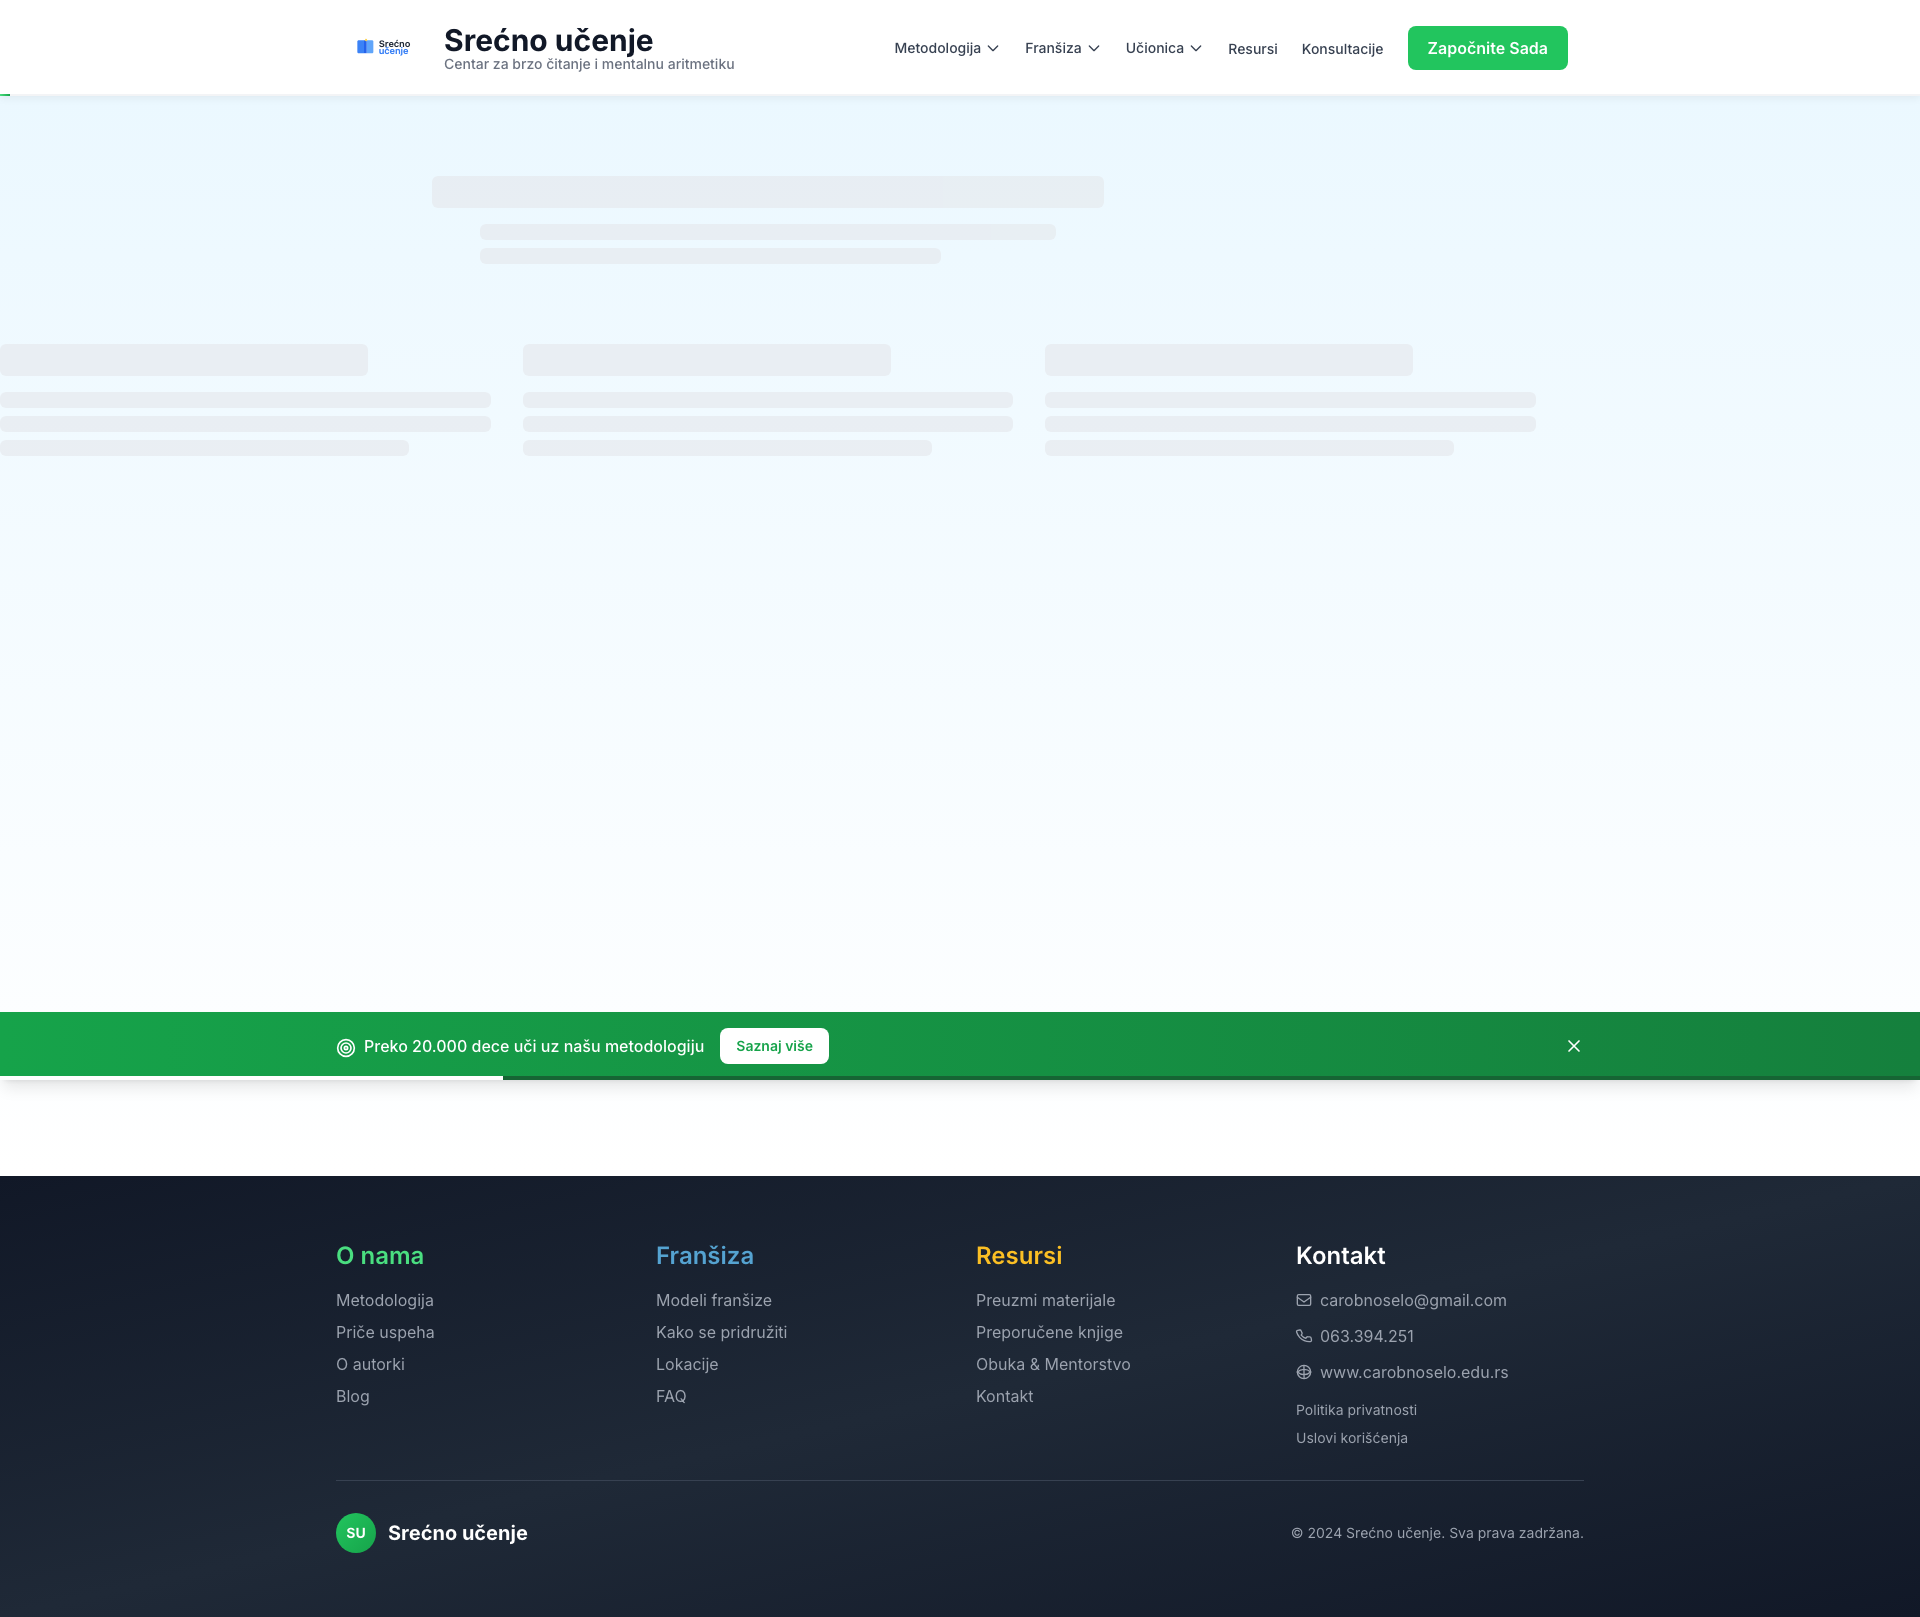 Srećno
učenje
Srećno učenje
Centar za brzo čitanje i mentalnu aritmetiku
Metodologija
Franšiza
Učionica
Resursi
Konsultacije
Započnite Sada
Preko 20.000 dece uči uz našu metodologiju
Saznaj više
O nama
Metodologija
Priče uspeha
O autorki
Blog
Franšiza
Modeli franšize
Kako se pridružiti
Lokacije
FAQ
Resursi
Preuzmi materijale
Preporučene knjige
Obuka & Mentorstvo
Kontakt
Kontakt
carobnoselo@gmail.com
063.394.251
www.carobnoselo.edu.rs
Politika privatnosti
Uslovi korišćenja
SU
Srećno učenje
© 2024 Srećno učenje. Sva prava zadržana.